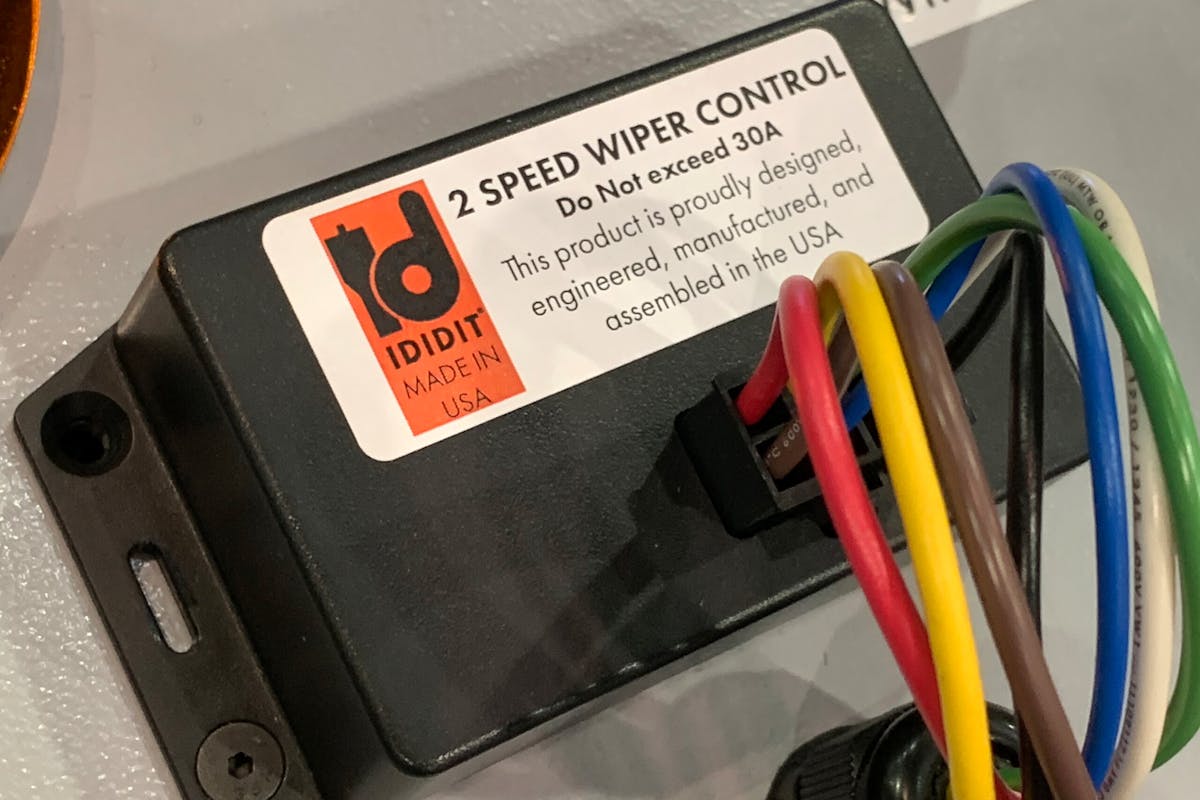 2 SPEED WIPER CONTROL
Do Not exceed 30A
This product is proudly designed,
engineered, manufactured, and
assembled in the USA
id
IDIDIT®
MADE IN
USA